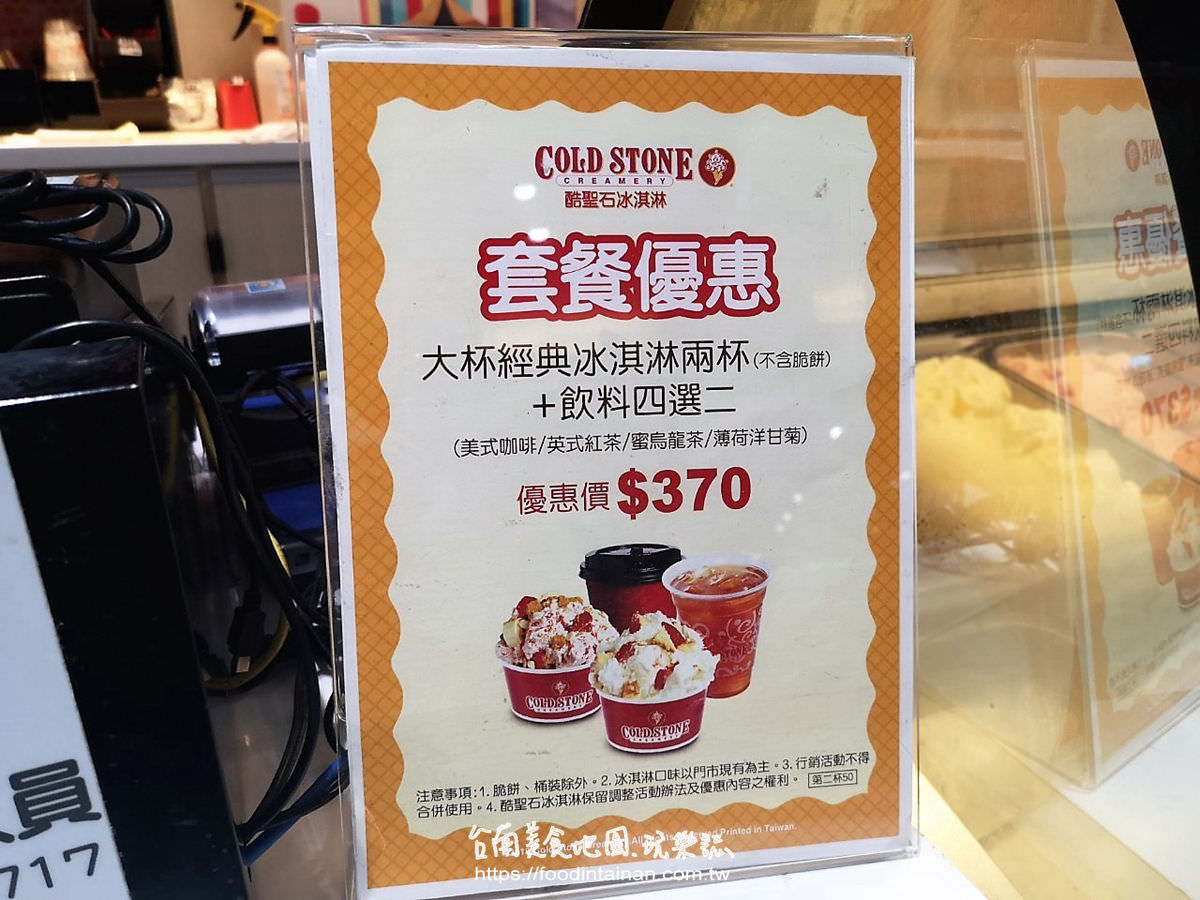 COLD STONE
CREAMERY
酷聖石冰淇淋
套餐優惠
大杯經典冰淇淋兩杯(不含脆餅)
+飲料四選二
(美式咖啡/英式紅茶/蜜烏龍茶/薄荷洋甘菊)
優惠價$370
COLD STONE
CREAMERY
COLD STONE
CREAMERY
注意事項:1. 脆餅、桶裝除外。2. 冰淇淋口味以門市現有為主。3. 行銷活動不得
合併使用。4. 酷聖石冰淇淋保留調整活動辦法及優惠內容之權利。 第二杯50
Printed in Taiwan.
台南美食地圖.玩樂誌
https://foodintainan.com.tw
員
717